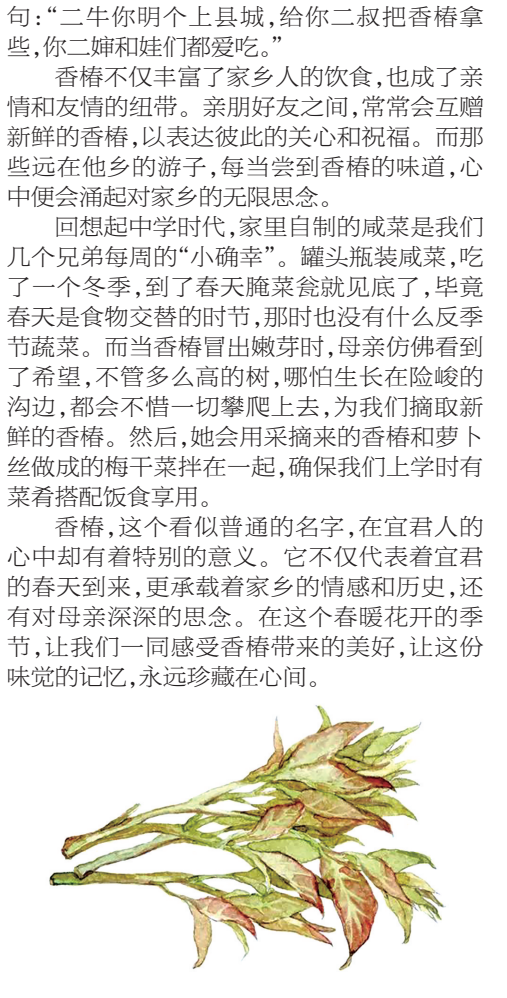 句：“二牛你明个上县城，给你二叔把香椿拿
些，你二婶和娃们都爱吃。”
香椿不仅丰富了家乡人的饮食，也成了亲
情和友情的纽带。亲朋好友之间，常常会互赠
新鲜的香椿，以表达彼此的关心和祝福。而那
些远在他乡的游子，每当尝到香椿的味道，心
中便会涌起对家乡的无限思念。
回想起中学时代，家里自制的咸菜是我们
几个兄弟每周的“小确幸”。罐头瓶装咸菜，吃
了一个冬季，到了春天腌菜瓮就见底了，毕竟
春天是食物交替的时节，那时也没有什么反季
节蔬菜。而当香椿冒出嫩芽时，母亲仿佛看到
了希望，不管多么高的树，哪怕生长在险峻的
沟边，都会不惜一切攀爬上去，为我们摘取新
鲜的香椿。然后，她会用采摘来的香椿和萝卜
丝做成的梅干菜拌在一起，确保我们上学时有
菜肴搭配饭食享用。
香椿，这个看似普通的名字，在宜君人的
心中却有着特别的意义。它不仅代表着宜君
的春天到来，更承载着家乡的情感和历史，还
有对母亲深深的思念。在这个春暖花开的季
节，让我们一同感受香椿带来的美好，让这份
味觉的记忆，永远珍藏在心间。